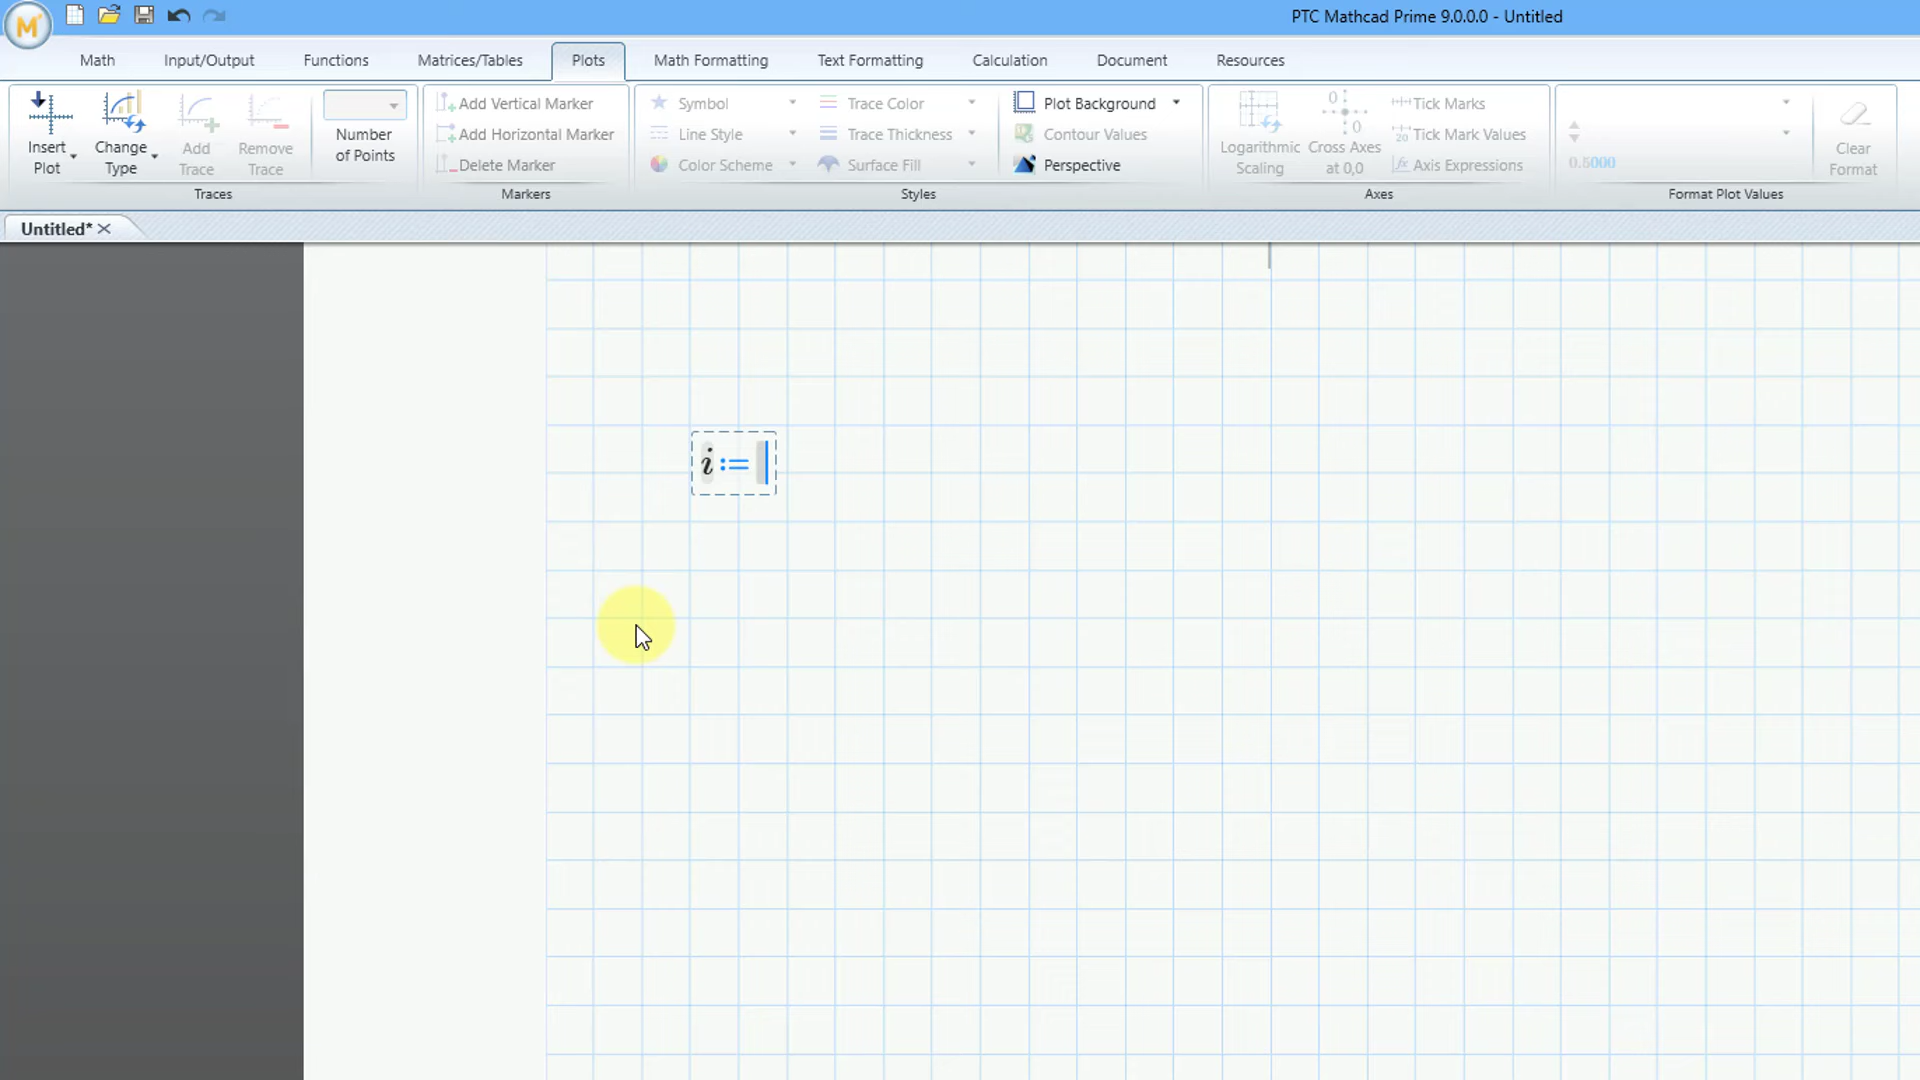 PTC Mathcad Prime 9.0.0.0 - Untitled
Math Input/Output Functions Matrices/Tables Plots Math Formatting Text Formatting Calculation Document Resources
Insert Plot
Change Type
Add Trace
Remove Trace
Number of Points
Traces
Add Vertical Marker
Add Horizontal Marker
Delete Marker
Markers
Symbol
Line Style
Color Scheme
Trace Color
Trace Thickness
Surface Fill
Plot Background
Contour Values
Perspective
Styles
Logarithmic Scaling
Cross Axes at 0,0
Tick Marks
Tick Mark Values
Axis Expressions
Axes
0.5000
Clear Format
Format Plot Values
Untitled*
i :=